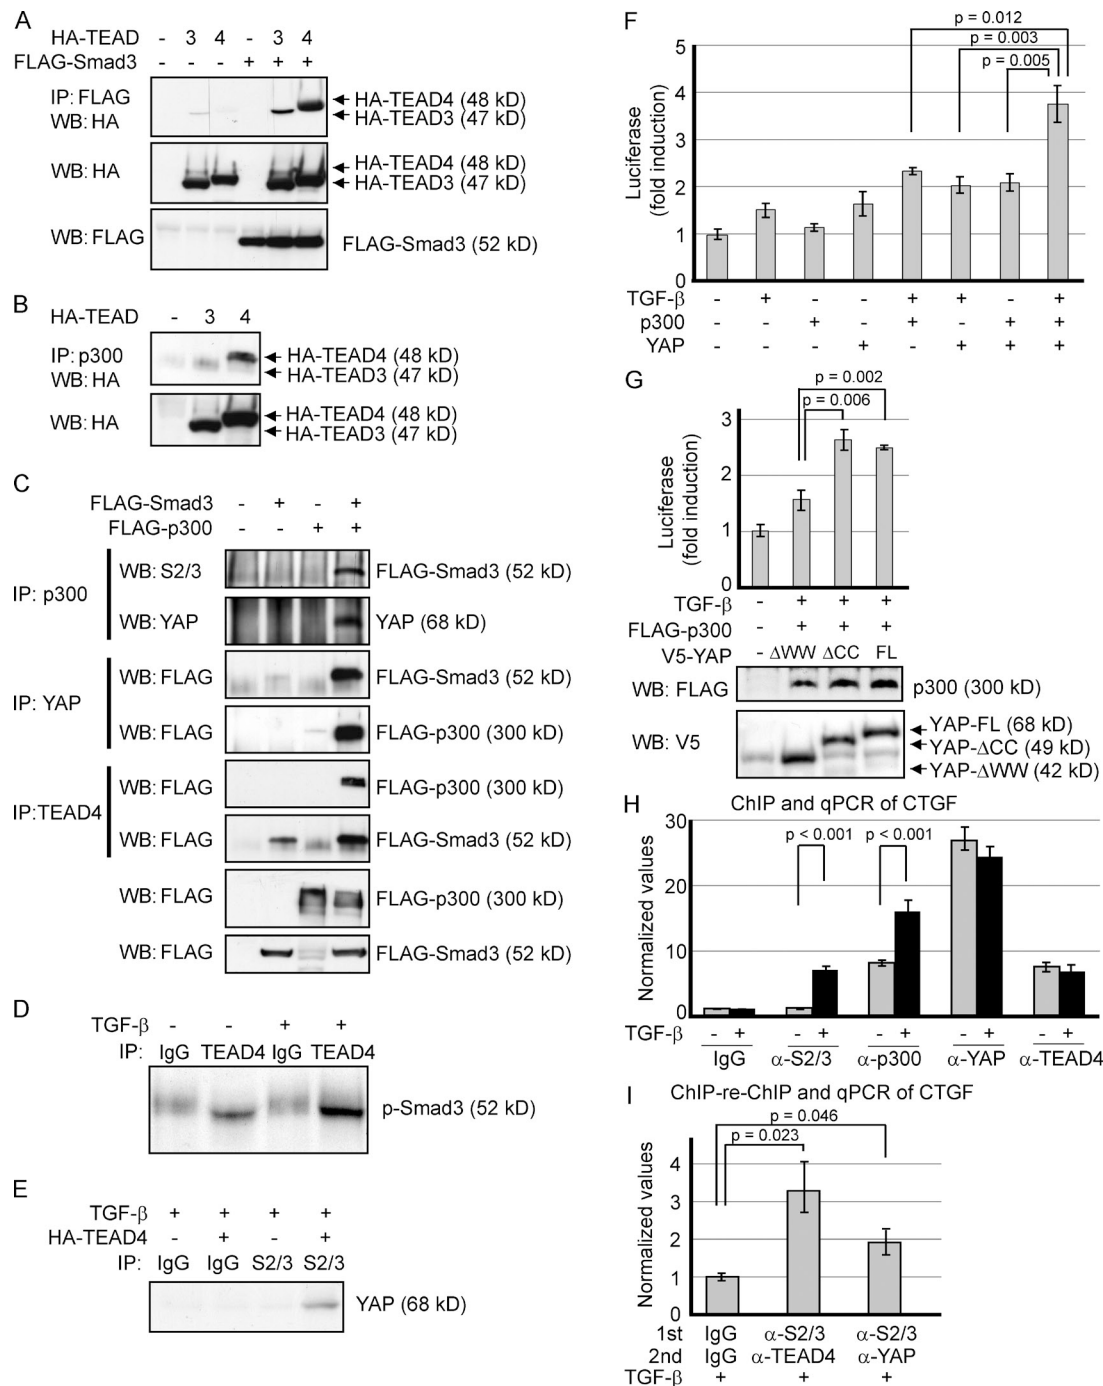 A
HA-TEAD - 3 4 - 3 4
FLAG-Smad3 - - - + + +
IP: FLAG
WB: HA
HA-TEAD4 (48 kD)
HA-TEAD3 (47 kD)
WB: HA
HA-TEAD4 (48 kD)
HA-TEAD3 (47 kD)
WB: FLAG
FLAG-Smad3 (52 kD)
B
HA-TEAD - 3 4
IP: p300
WB: HA
HA-TEAD4 (48 kD)
HA-TEAD3 (47 kD)
WB: HA
HA-TEAD4 (48 kD)
HA-TEAD3 (47 kD)
C
FLAG-Smad3 - + - +
FLAG-p300 - - + +
IP: p300
WB: S2/3 FLAG-Smad3 (52 kD)
WB: YAP YAP (68 kD)
IP: YAP
WB: FLAG FLAG-Smad3 (52 kD)
WB: FLAG FLAG-p300 (300 kD)
IP:TEAD4
WB: FLAG FLAG-p300 (300 kD)
WB: FLAG FLAG-Smad3 (52 kD)
WB: FLAG FLAG-p300 (300 kD)
WB: FLAG FLAG-Smad3 (52 kD)
D
TGF-β - - + +
IP: IgG TEAD4 IgG TEAD4
p-Smad3 (52 kD)
E
TGF-β + + + +
HA-TEAD4 - + - +
IP: IgG IgG S2/3 S2/3
YAP (68 kD)
F
p = 0.012
p = 0.003
p = 0.005
Luciferase
(fold induction)
5
4
3
2
1
0
TGF-β - + - - + + - +
p300 - - + - + - + +
YAP - - - + - + + +
G
p = 0.002
p = 0.006
Luciferase
(fold induction)
3
2
1
0
TGF-β - + + +
FLAG-p300 - + + +
V5-YAP - ΔWW ΔCC FL
WB: FLAG p300 (300 kD)
WB: V5
YAP-FL (68 kD)
YAP-ΔCC (49 kD)
YAP-ΔWW (42 kD)
H
ChIP and qPCR of CTGF
p < 0.001 p < 0.001
Normalized values
30
20
10
0
TGF-β - + - + - + - + - +
IgG α-S2/3 α-p300 α-YAP α-TEAD4
I
ChIP-re-ChIP and qPCR of CTGF
p = 0.046
p = 0.023
Normalized values
4
3
2
1
0
1st IgG α-S2/3 α-S2/3
2nd IgG α-TEAD4 α-YAP
TGF-β + + +